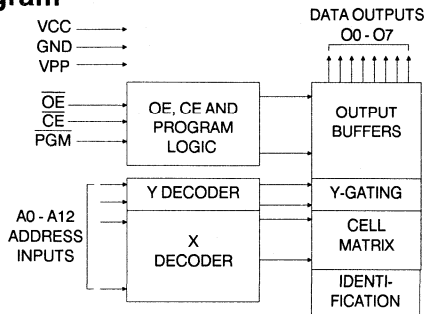 DATA OUTPUTS
O0 - O7
VCC
GND
VPP
OE
CE
PGM
OE, CE AND
PROGRAM
LOGIC
OUTPUT
BUFFERS
A0 - A12
ADDRESS
INPUTS
Y DECODER
Y-GATING
X
DECODER
CELL
MATRIX
IDENTI-
FICATION